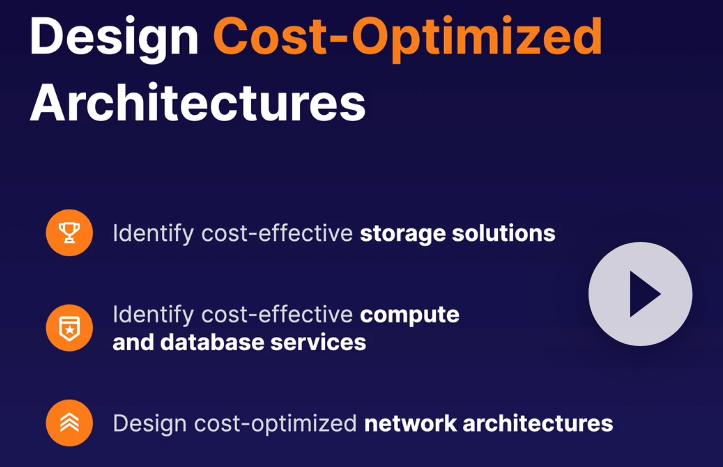 Design Cost-Optimized
Architectures
Identify cost-effective storage solutions
Identify cost-effective compute
and database services
Design cost-optimized network architectures